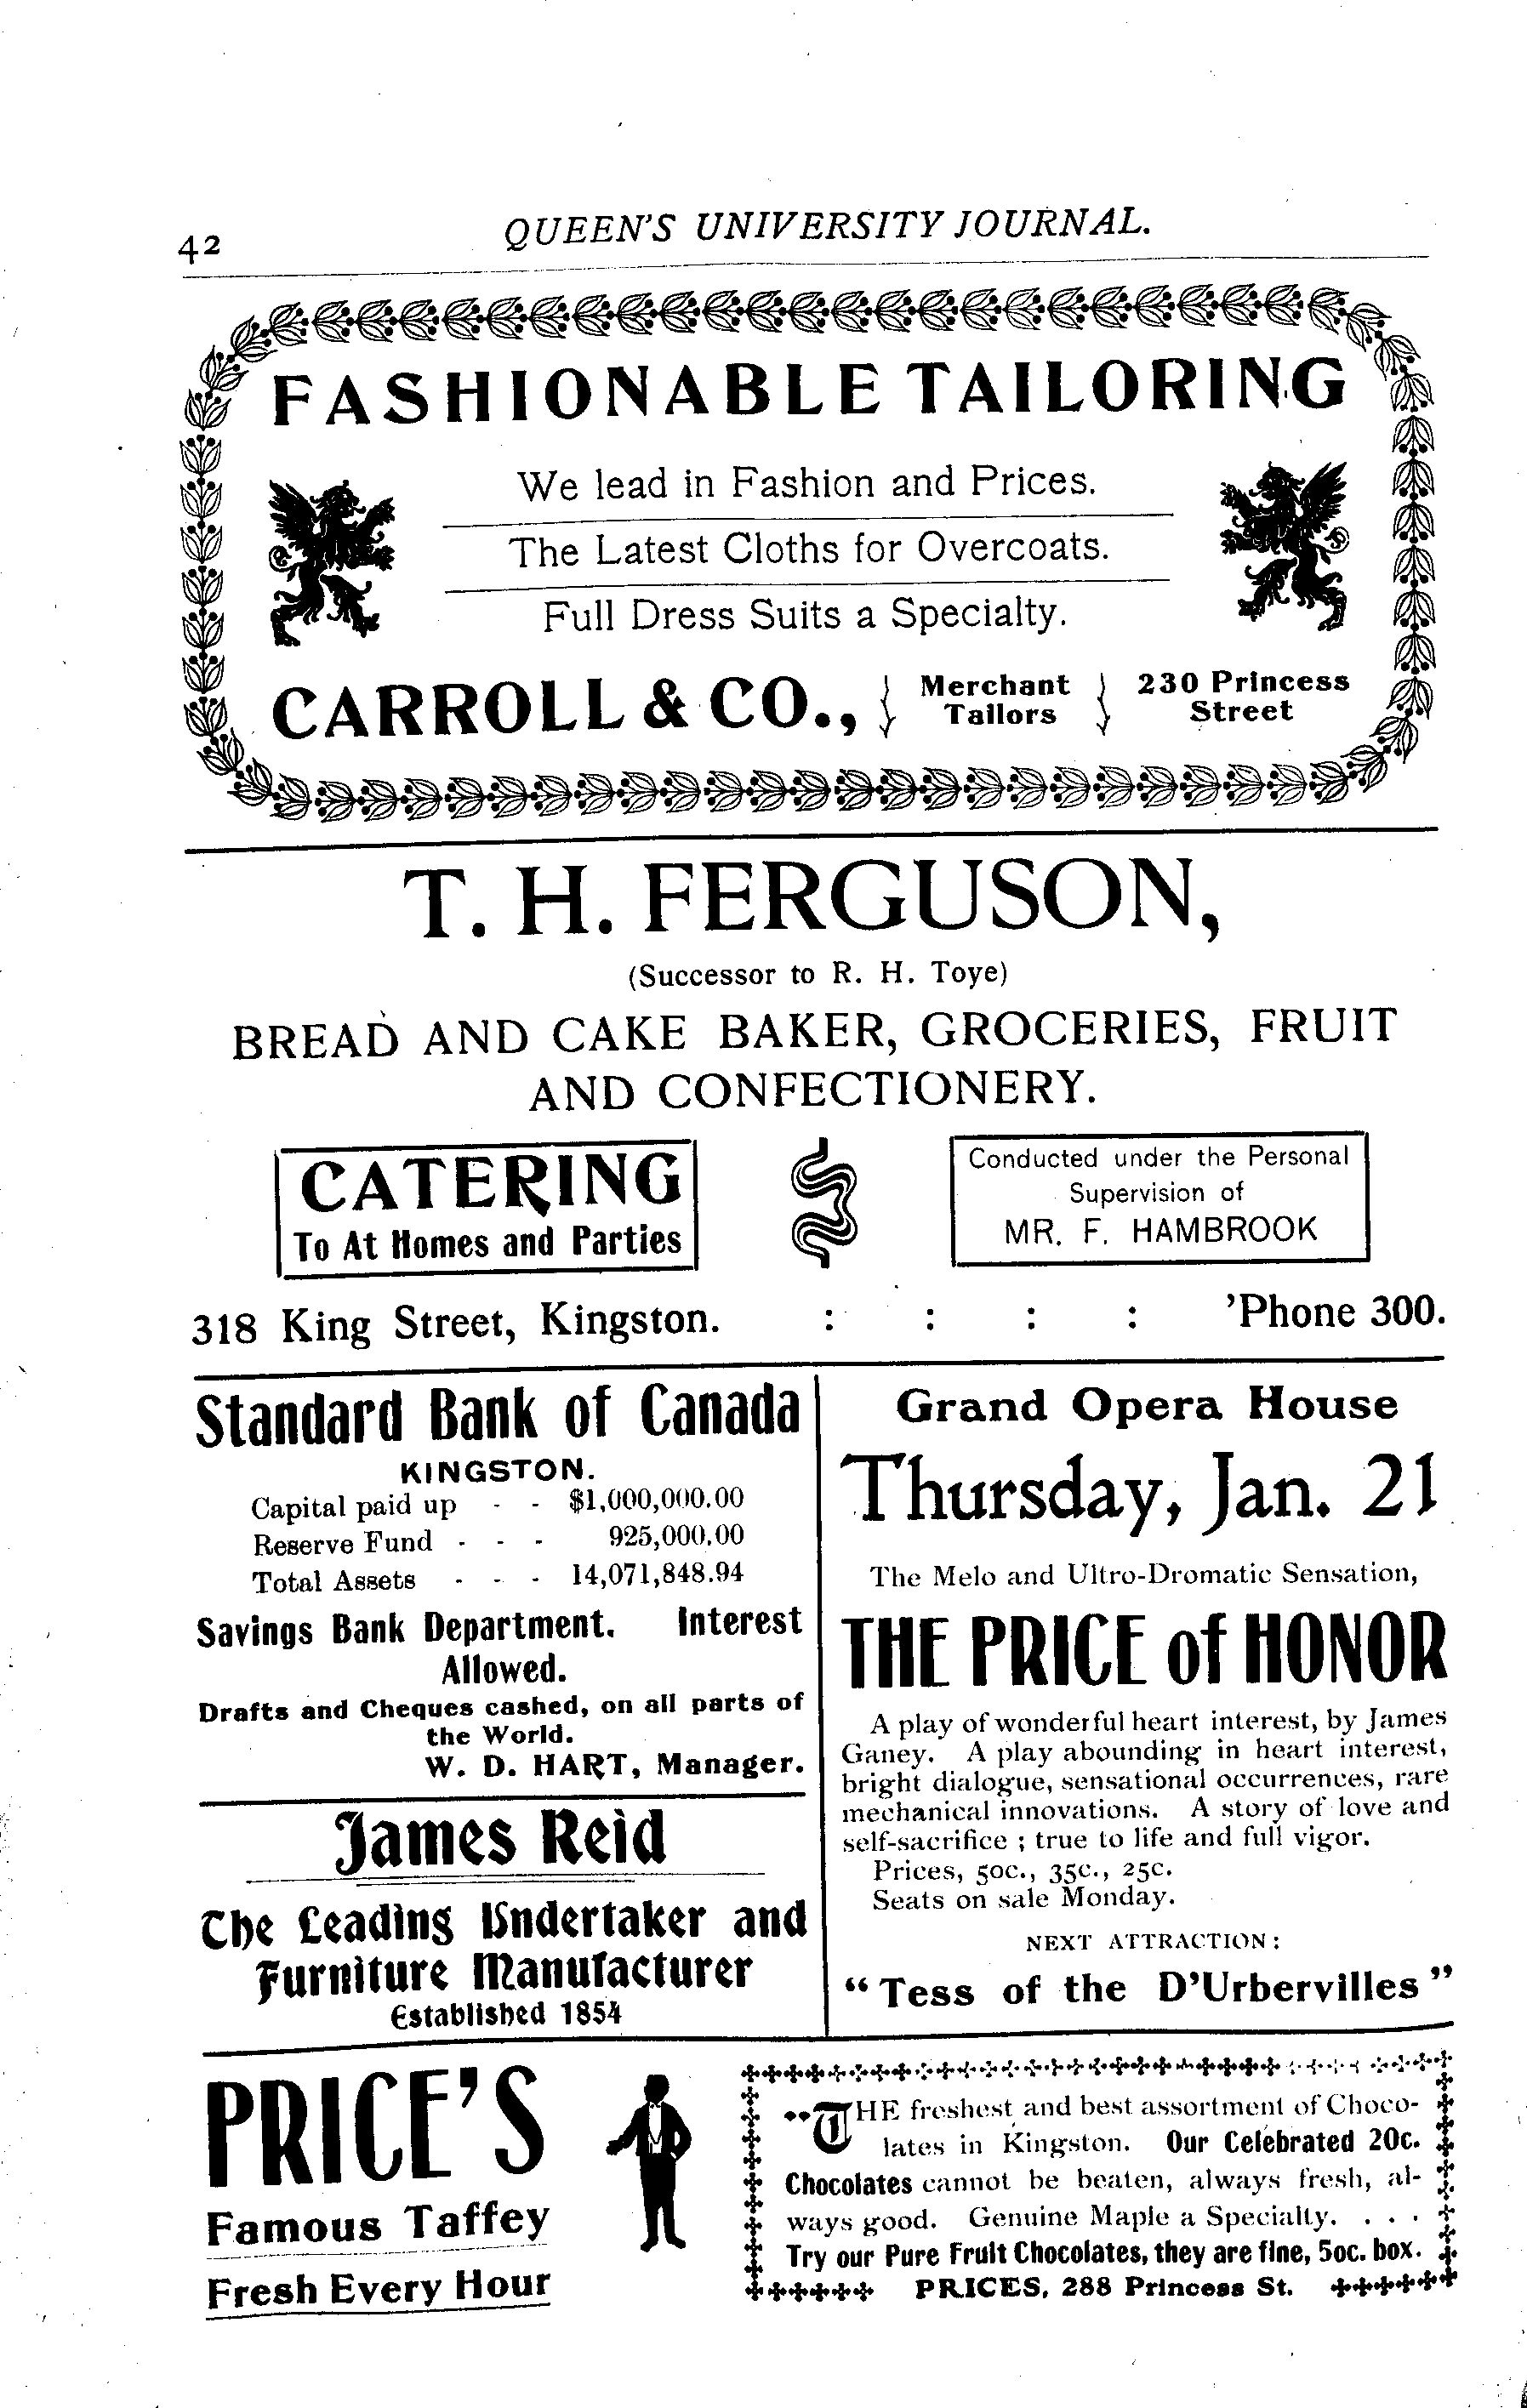 42
QUEEN'S UNIVERSITY JOURNAL.
FASHIONABLE TAILORING
We lead in Fashion and Prices.
The Latest Cloths for Overcoats.
Full Dress Suits a Specialty.
CARROLL & CO., } Merchant Tailors } 230 Princess Street
T. H. FERGUSON,
(Successor to R. H. Toye)
BREAD AND CAKE BAKER, GROCERIES, FRUIT
AND CONFECTIONERY.
CATERING
To At Homes and Parties
Conducted under the Personal
Supervision of
MR. F. HAMBROOK
318 King Street, Kingston. : : : : 'Phone 300.
Standard Bank of Canada
KINGSTON.
Capital paid up - - $1,000,000.00
Reserve Fund - - - 925,000.00
Total Assets - - - 14,071,848.94
Savings Bank Department. Interest
Allowed.
Drafts and Cheques cashed, on all parts of
the World.
W. D. HART, Manager.
James Reid
The Leading Undertaker and
Furniture Manufacturer
Established 1854
Grand Opera House
Thursday, Jan. 21
The Melo and Ultro-Dromatic Sensation,
THE PRICE of HONOR
A play of wonderful heart interest, by James
Ganey. A play abounding in heart interest,
bright dialogue, sensational occurrences, rare
mechanical innovations. A story of love and
self-sacrifice ; true to life and full vigor.
Prices, 50c., 35c., 25c.
Seats on sale Monday.
NEXT ATTRACTION:
"Tess of the D'Urbervilles"
PRICE'S
Famous Taffey
Fresh Every Hour
THE freshest and best assortment of Choco-
lates in Kingston. Our Celebrated 20c.
Chocolates cannot be beaten, always fresh, al-
ways good. Genuine Maple a Specialty. . . .
Try our Pure Fruit Chocolates, they are fine, 50c. box.
PRICES, 288 Princess St.